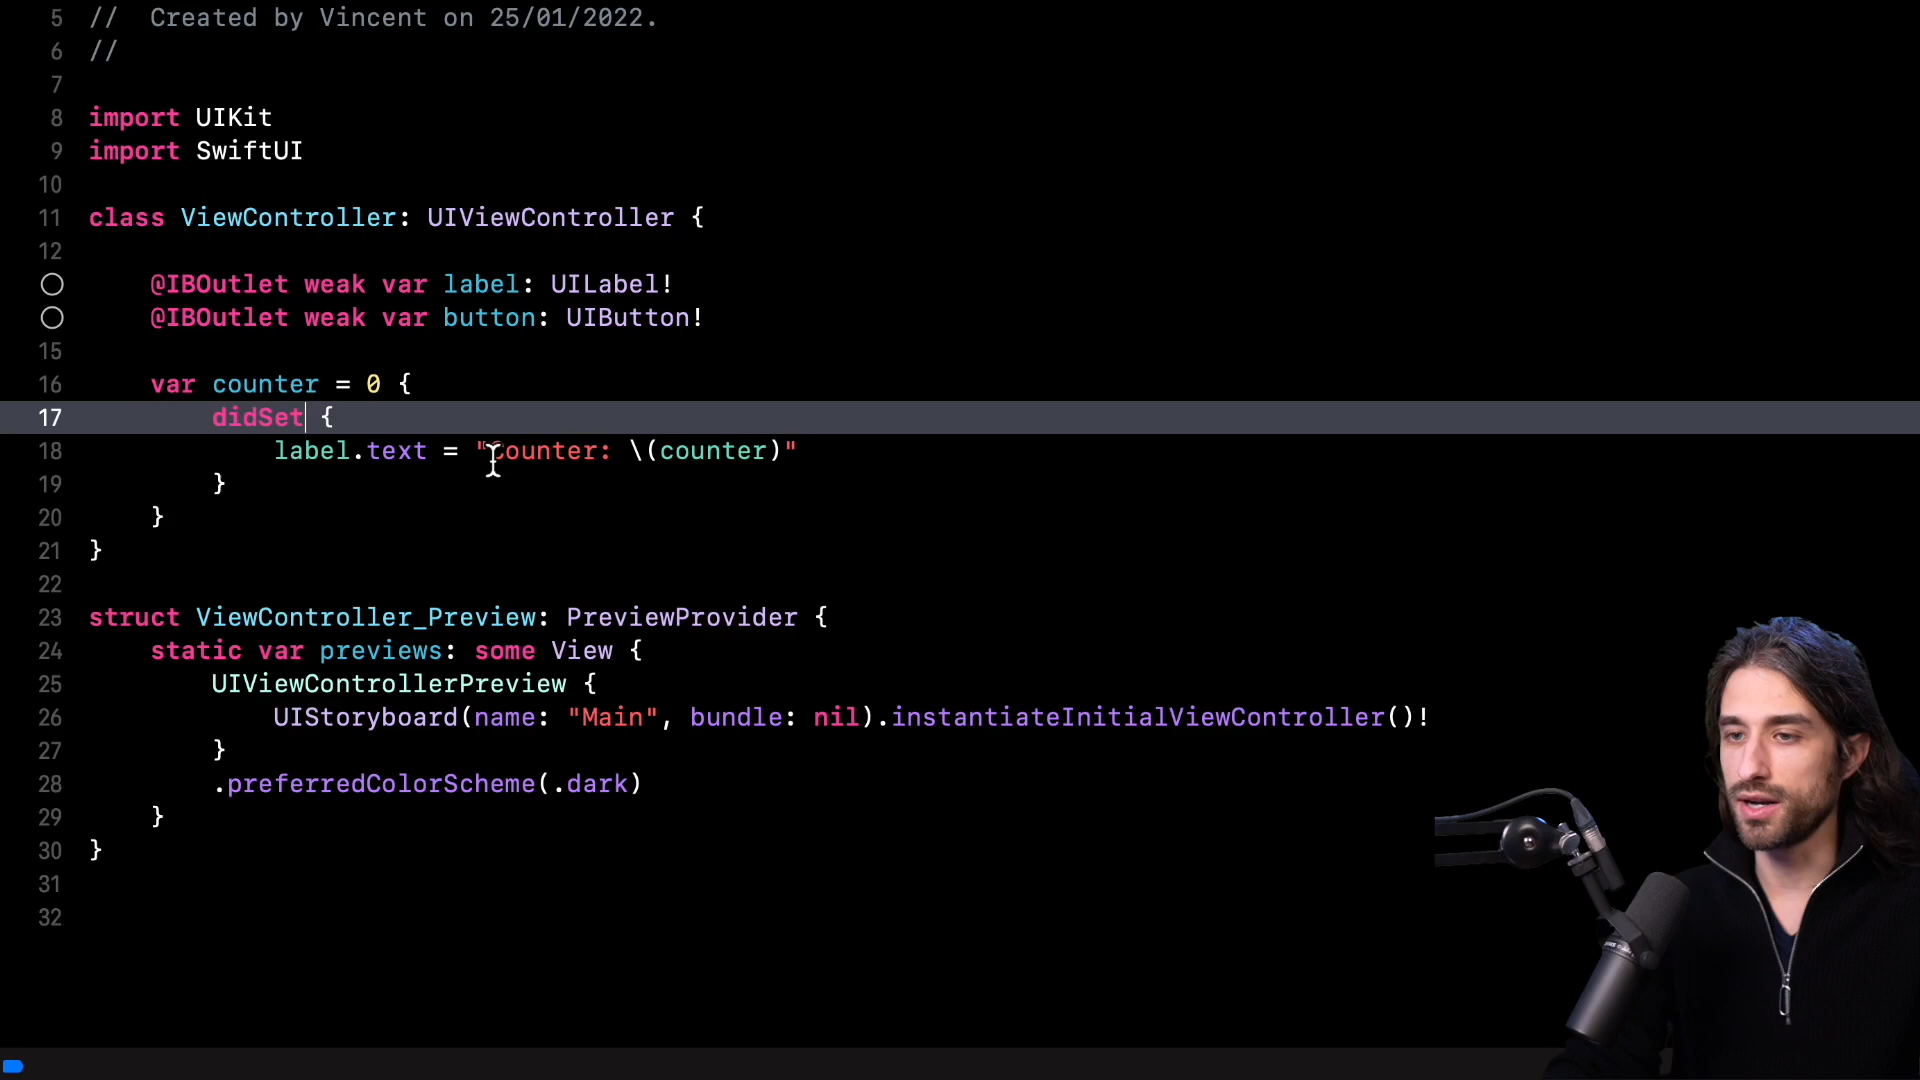 5 //  Created by Vincent on 25/01/2022.
6 //
7
8 import UIKit
9 import SwiftUI
10
11 class ViewController: UIViewController {
12
    @IBOutlet weak var label: UILabel!
    @IBOutlet weak var button: UIButton!
15
16     var counter = 0 {
17         didSet {
18             label.text = "Counter: \(counter)"
19         }
20     }
21 }
22
23 struct ViewController_Preview: PreviewProvider {
24     static var previews: some View {
25         UIViewControllerPreview {
26             UIStoryboard(name: "Main", bundle: nil).instantiateInitialViewController()!
27         }
28         .preferredColorScheme(.dark)
29     }
30 }
31
32